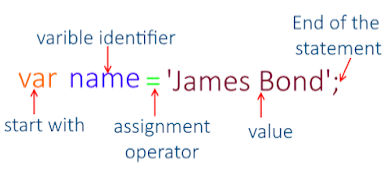 End of the
statement
varible identifier
var name='James Bond';
start with
assignment
operator
value